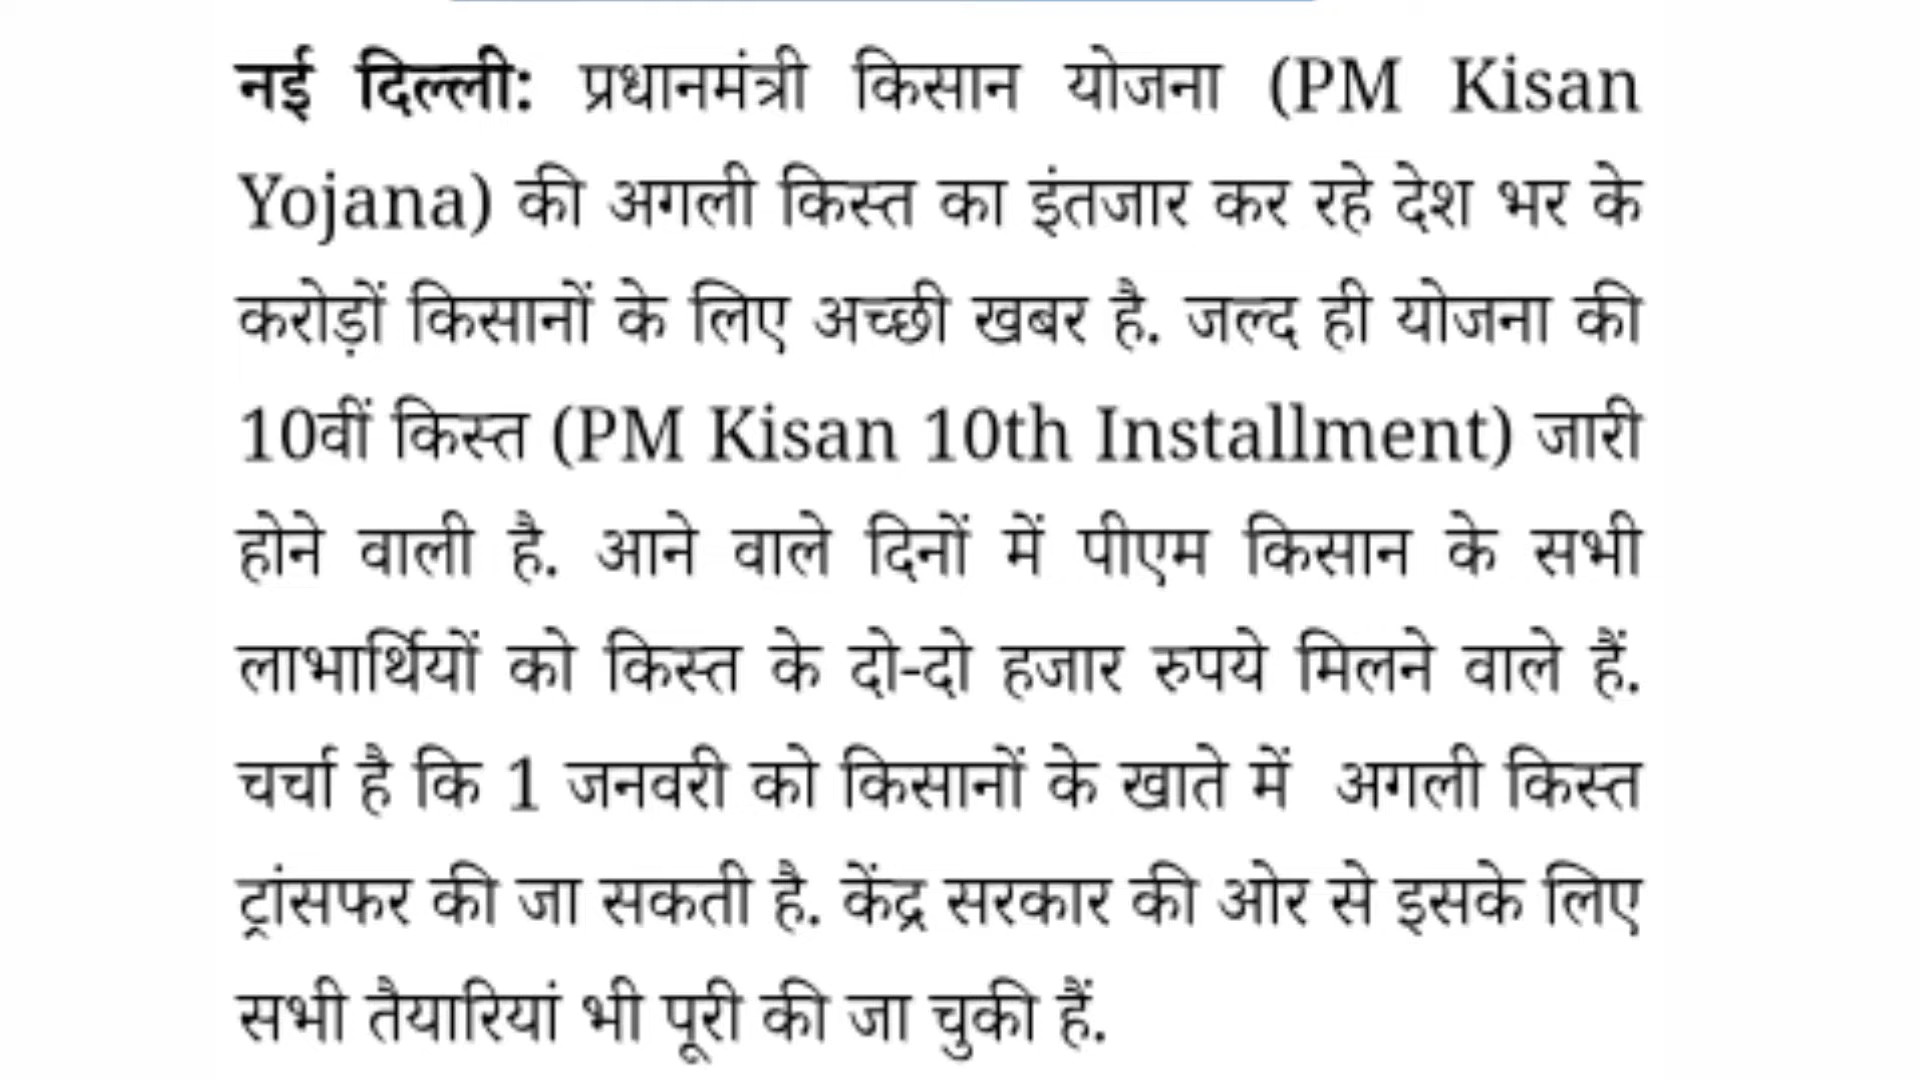 नई दिल्ली: प्रधानमंत्री किसान योजना (PM Kisan
Yojana) की अगली किस्त का इंतजार कर रहे देश भर के
करोड़ों किसानों के लिए अच्छी खबर है. जल्द ही योजना की
10वीं किस्त (PM Kisan 10th Installment) जारी
होने वाली है. आने वाले दिनों में पीएम किसान के सभी
लाभार्थियों को किस्त के दो-दो हजार रुपये मिलने वाले हैं.
चर्चा है कि 1 जनवरी को किसानों के खाते में अगली किस्त
ट्रांसफर की जा सकती है. केंद्र सरकार की ओर से इसके लिए
सभी तैयारियां भी पूरी की जा चुकी हैं.